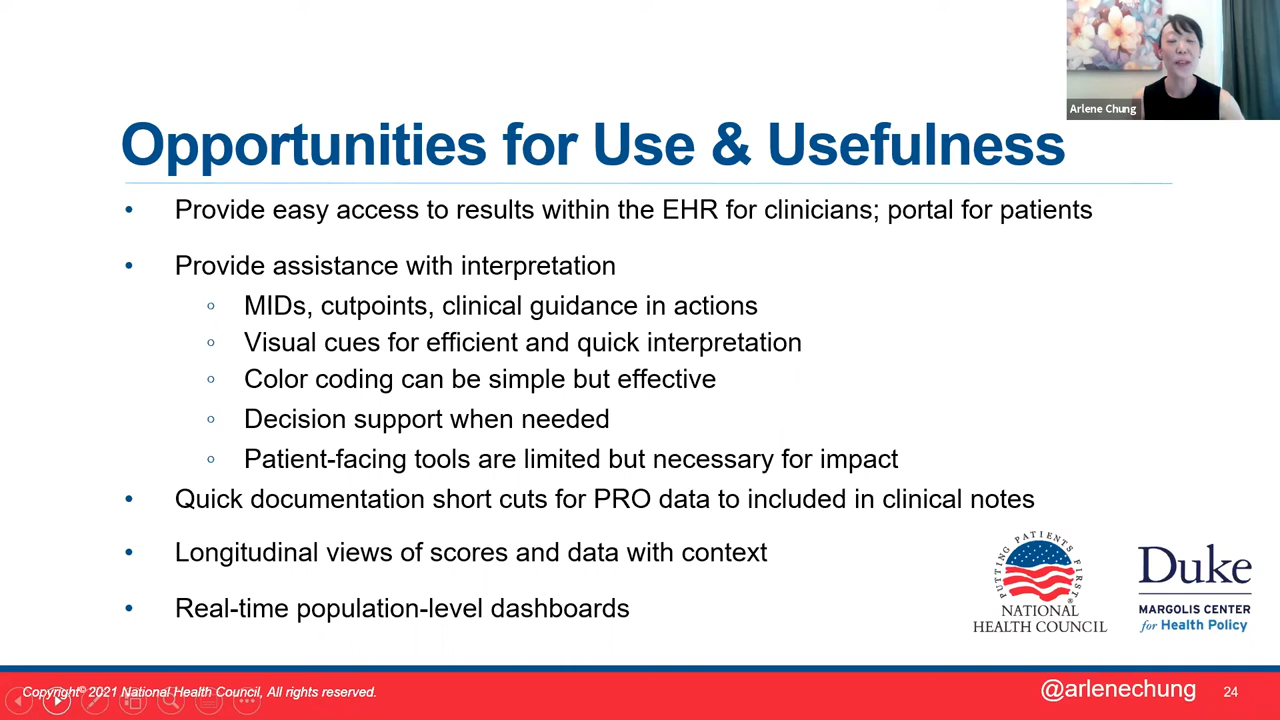 Arlene Chung
Opportunities for Use & Usefulness
• Provide easy access to results within the EHR for clinicians; portal for patients
• Provide assistance with interpretation
◦ MIDs, cutpoints, clinical guidance in actions
◦ Visual cues for efficient and quick interpretation
◦ Color coding can be simple but effective
◦ Decision support when needed
◦ Patient-facing tools are limited but necessary for impact
• Quick documentation short cuts for PRO data to included in clinical notes
• Longitudinal views of scores and data with context
• Real-time population-level dashboards
PUTTING PATIENTS FIRST®
NATIONAL
HEALTH COUNCIL
Duke
MARGOLIS CENTER
for Health Policy
Copyright© 2021 National Health Council, All rights reserved.
@arlenechung
24